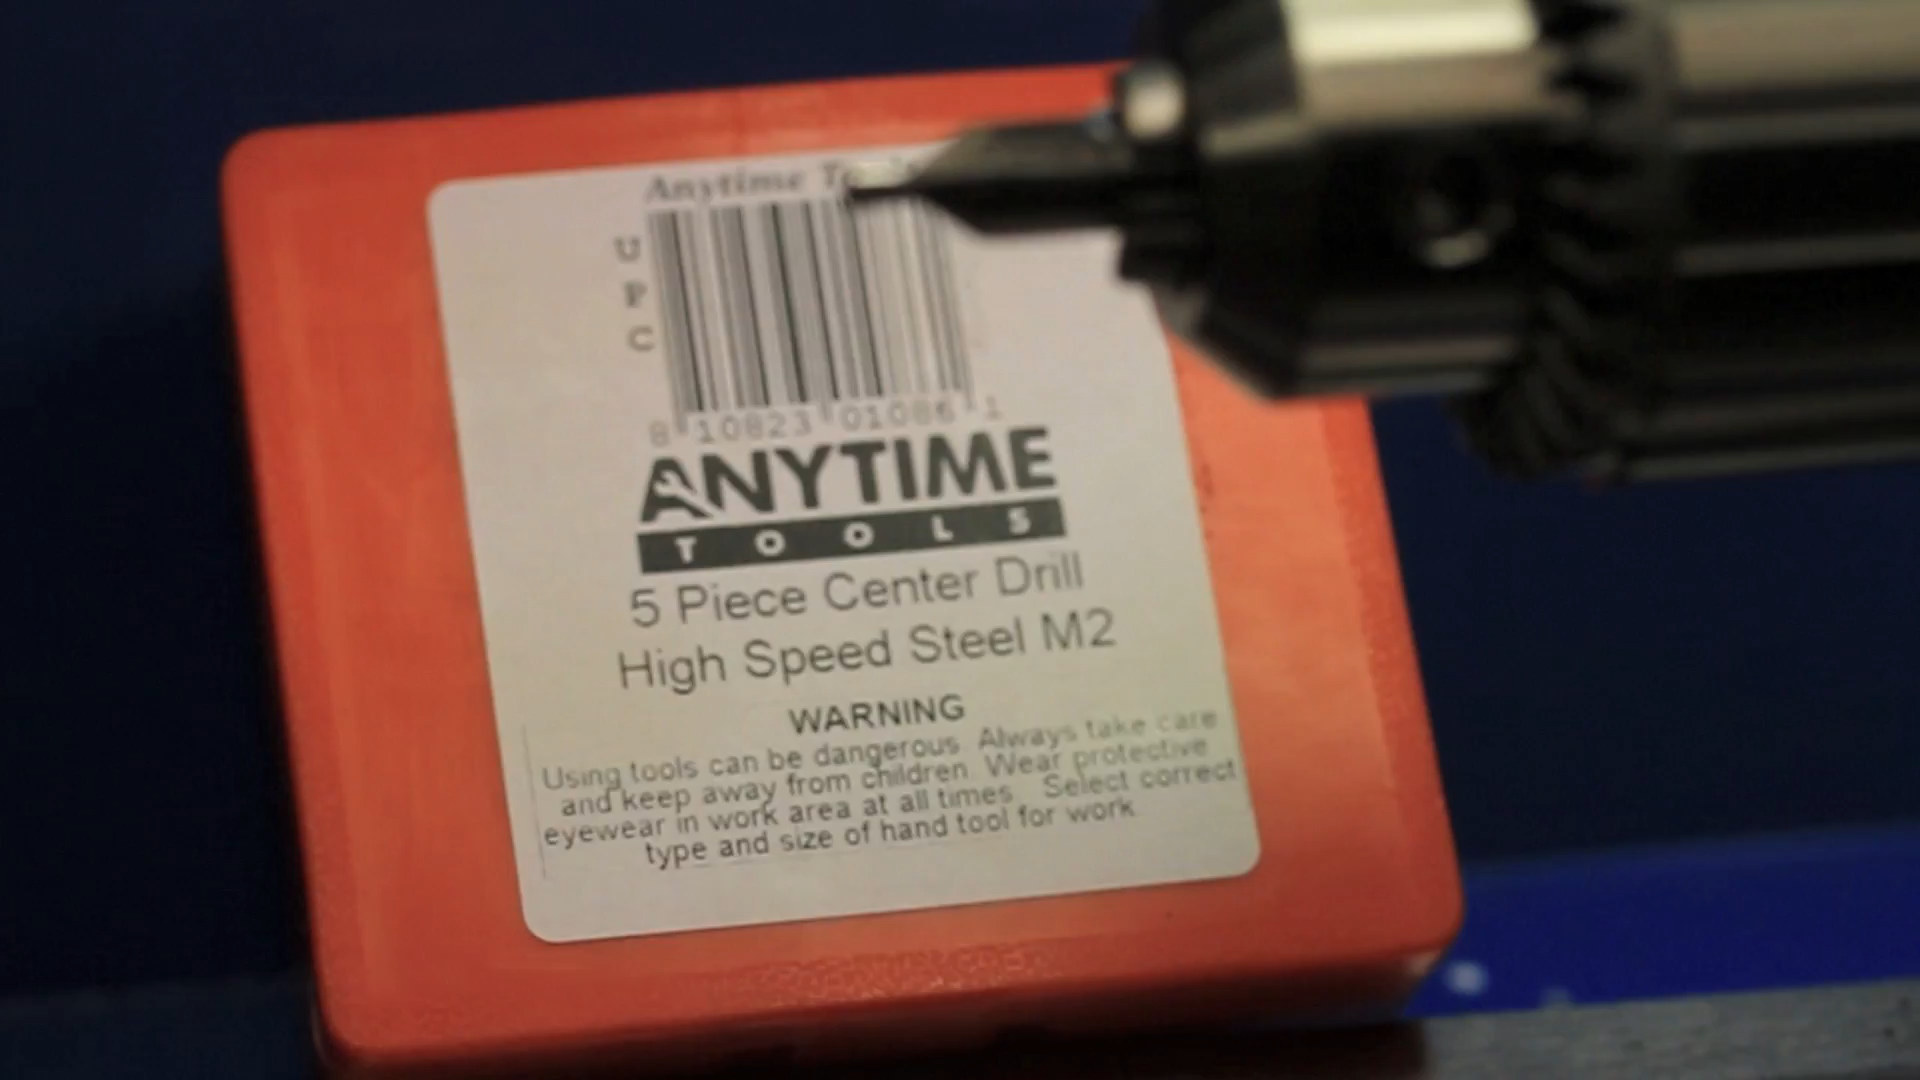 Anytime
U
P
C
8 10823 01086 1
ANYTIME
TOOLS
5 Piece Center Drill
High Speed Steel M2
WARNING
Using tools can be dangerous. Always take care
and keep away from children. Wear protective
eyewear in work area at all times. Select correct
type and size of hand tool for work.